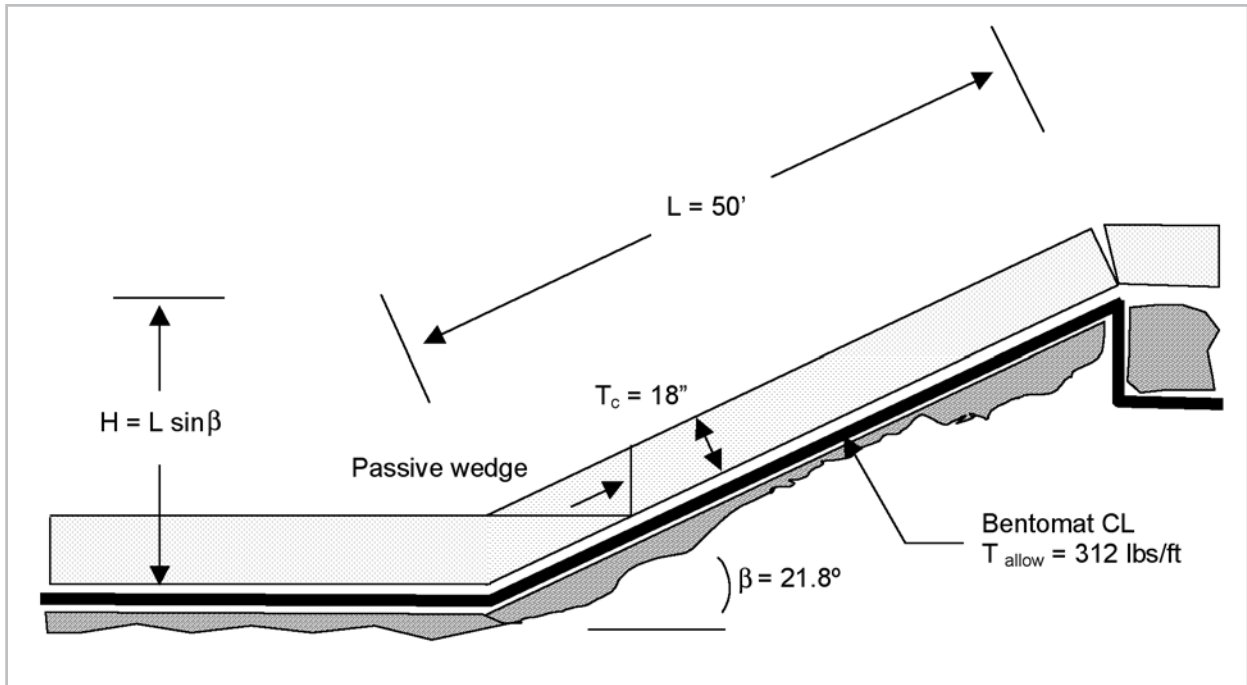 L = 50’
T_c = 18”
H = L sinβ
Passive wedge
Bentomat CL
T allow = 312 lbs/ft
β = 21.8º